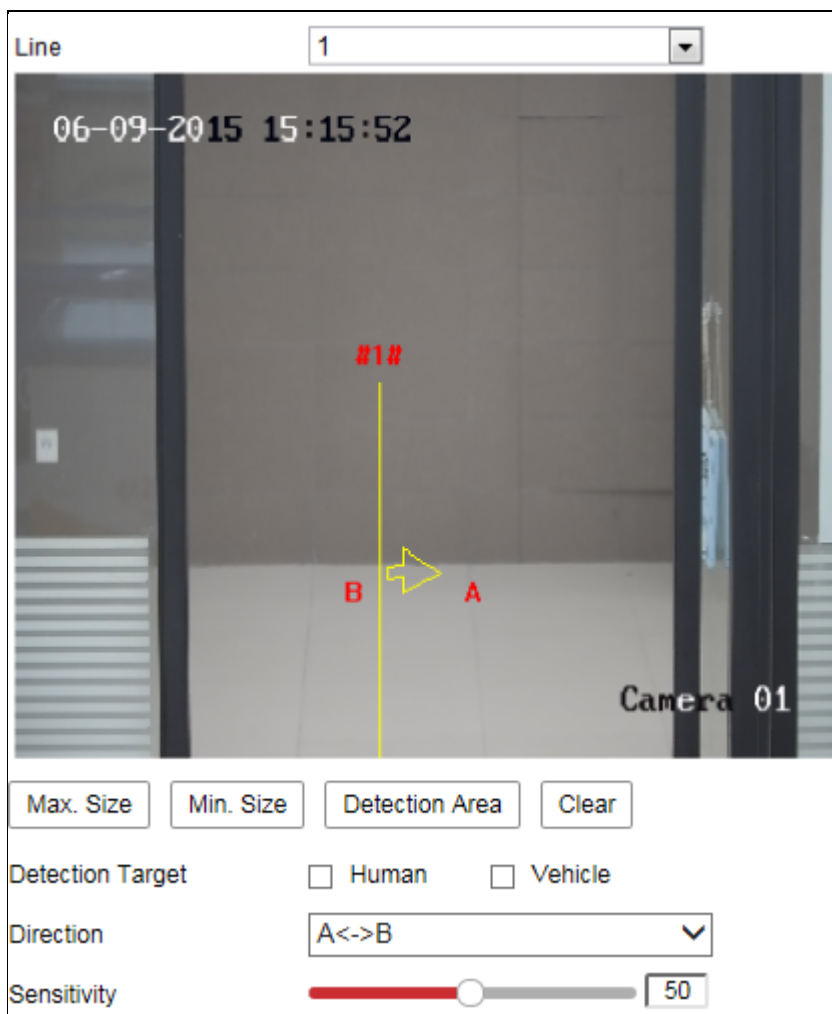 Line 1
06-09-2015 15:15:52
#1#
B A
Camera 01
Max. Size Min. Size Detection Area Clear
Detection Target Human Vehicle
Direction A<->B
Sensitivity 50